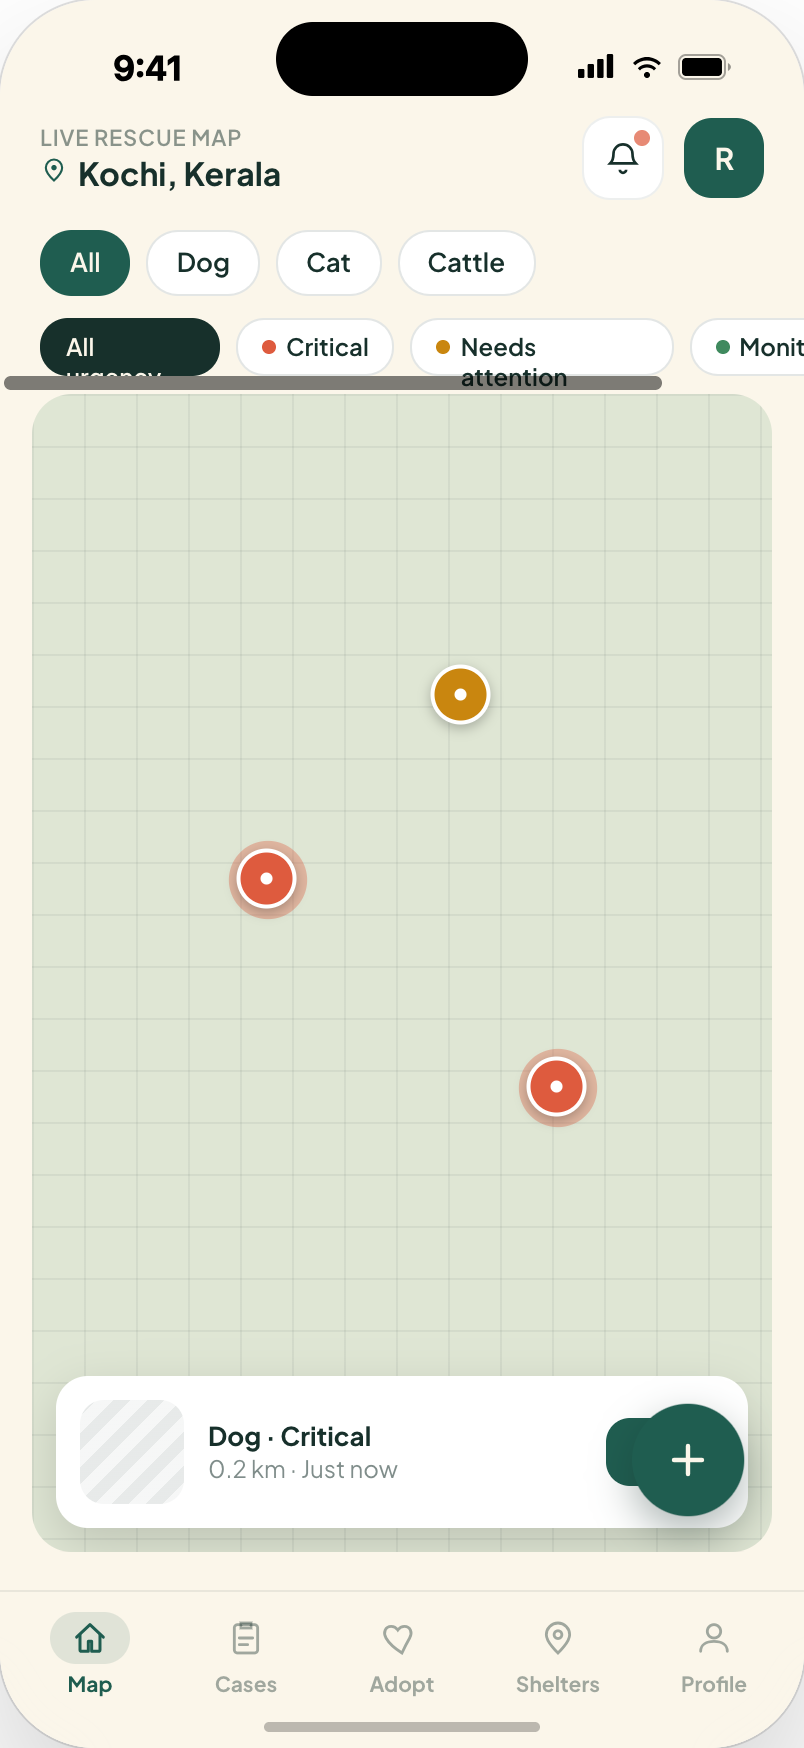 9:41
LIVE RESCUE MAP
Kochi, Kerala
R
All
Dog
Cat
Cattle
All
urgency
Critical
Needs
attention
Monit
Dog · Critical
0.2 km · Just now
Map
Cases
Adopt
Shelters
Profile